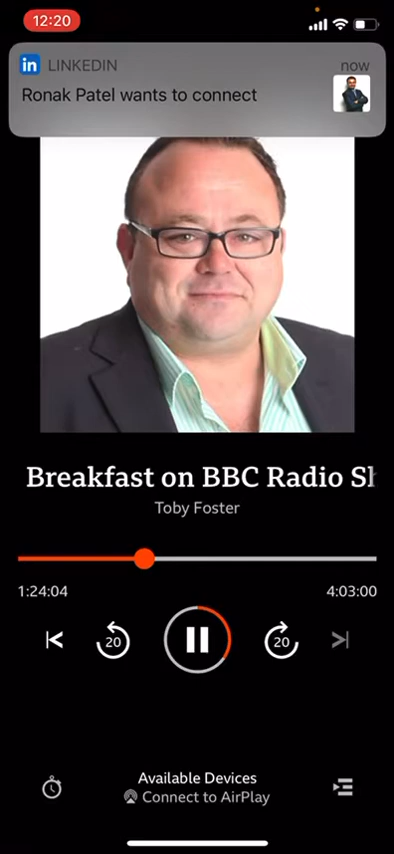 12:20
in LINKEDIN now
Ronak Patel wants to connect
Breakfast on BBC Radio Sh
Toby Foster
1:24:04 4:03:00
20 20
Available Devices
Connect to AirPlay